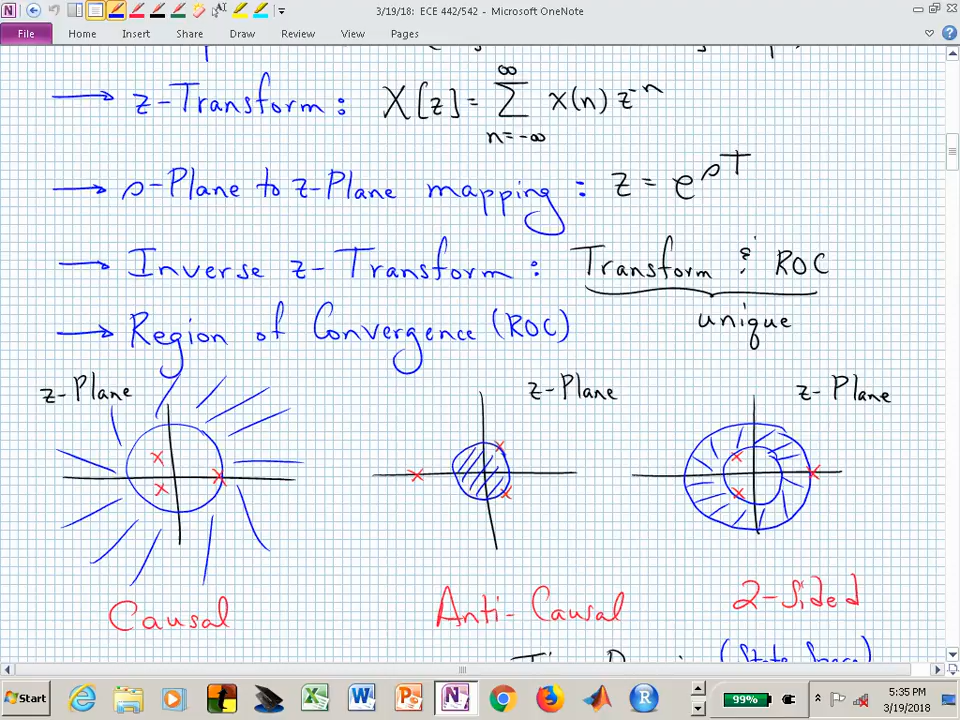 3/19/18: ECE 442/542 - Microsoft OneNote
File Home Insert Share Draw Review View Pages
→ z-Transform: X[z] = ∑ x(n) z^-n
∞
n=-∞
→ s-Plane to z-Plane mapping: z = e^sT
→ Inverse z-Transform: Transform & ROC
unique
→ Region of Convergence (ROC)
z-Plane z-Plane z-Plane
Causal Anti-Causal 2-Sided
(State Space)
99% 5:35 PM
3/19/2018
Start